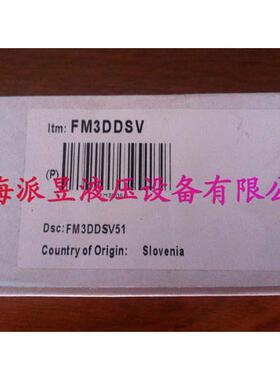 Itm: FM3DDSV
(P)
海派昱液压设备有限公
Dsc: FM3DDSV51
Country of Origin: Slovenia